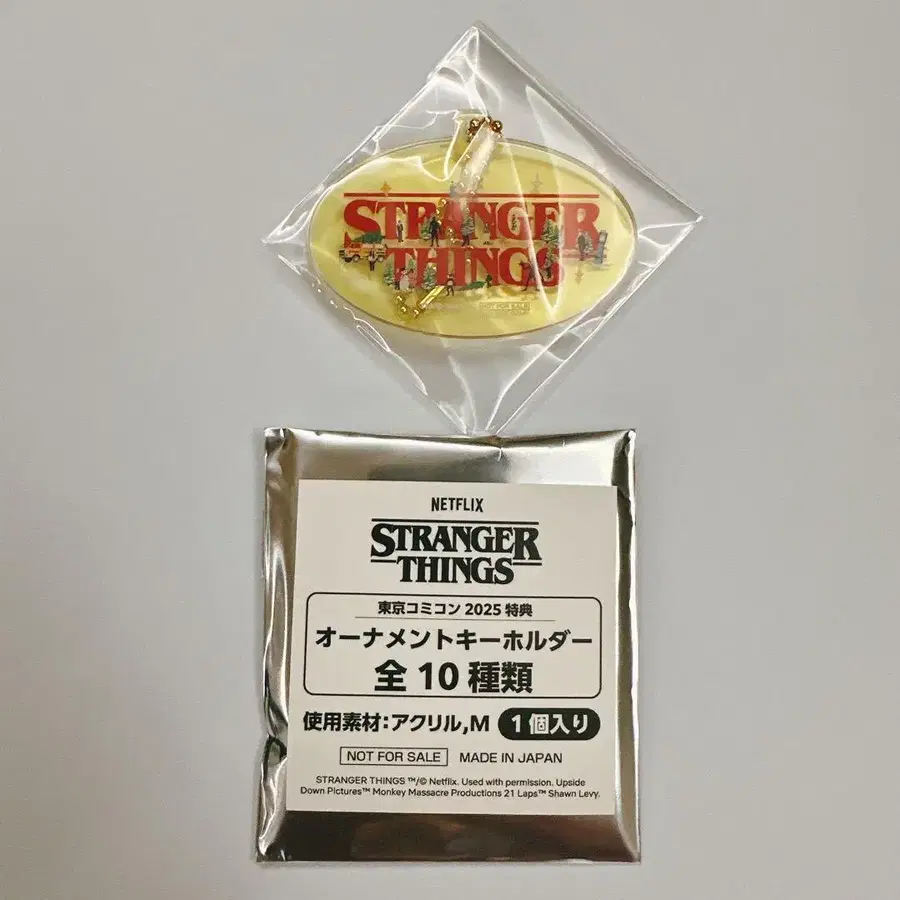 STRANGER
THINGS
NOT FOR SALE
NETFLIX
STRANGER
THINGS
東京コミコン 2025 特典
オーナメントキーホルダー
全 10 種類
使用素材:アクリル,M 1個入り
NOT FOR SALE MADE IN JAPAN
STRANGER THINGS ™/© Netflix. Used with permission. Upside
Down Pictures™ Monkey Massacre Productions 21 Laps™ Shawn Levy.